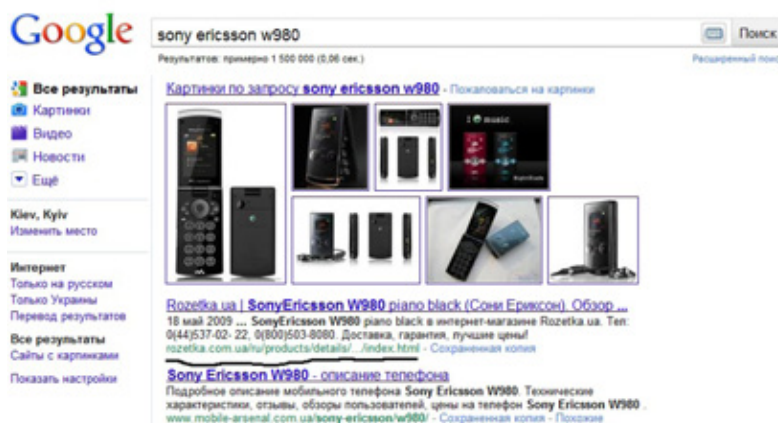 Google
sony ericsson w980
Поиск
Результатов: примерно 1 500 000 (0,06 сек.)
Расширенный поис
Все результаты
Картинки
Видео
Новости
Ещё
Kiev, Kyiv
Изменить место
Интернет
Только на русском
Только Украины
Перевод результатов
Все результаты
Сайты с картинками
Показать настройки
Картинки по запросу sony ericsson w980 - Пожаловаться на картинки
music
Rozetka.ua | SonyEricsson W980 piano black (Сони Ериксон). Обзор ...
18 май 2009 ... SonyEricsson W980 piano black в интернет-магазине Rozetka.ua. Тел:
0(44)537-02- 22, 0(800)503-8080. Доставка, гарантия, лучшие цены!
rozetka.com.ua/ru/products/details/.../index.html - Сохраненная копия
Sony Ericsson W980 - описание телефона
Подробное описание мобильного телефона Sony Ericsson W980. Технические
характеристики, отзывы, обзоры пользователей, цены на телефон Sony Ericsson W980 .
www.mobile-arsenal.com.ua/sony-ericsson/w980/ - Сохраненная копия - Похожие